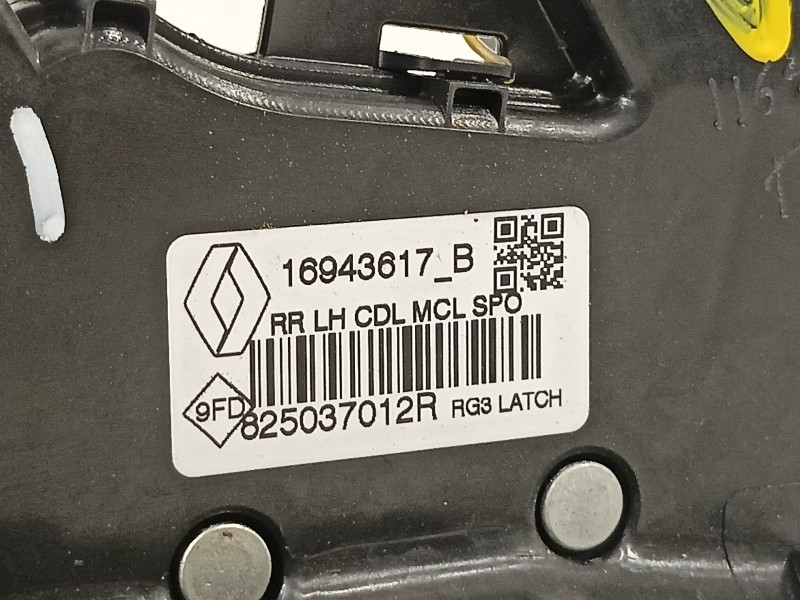 16943617_B
RR LH CDL MCL SPO
9FD
825037012R RG3 LATCH